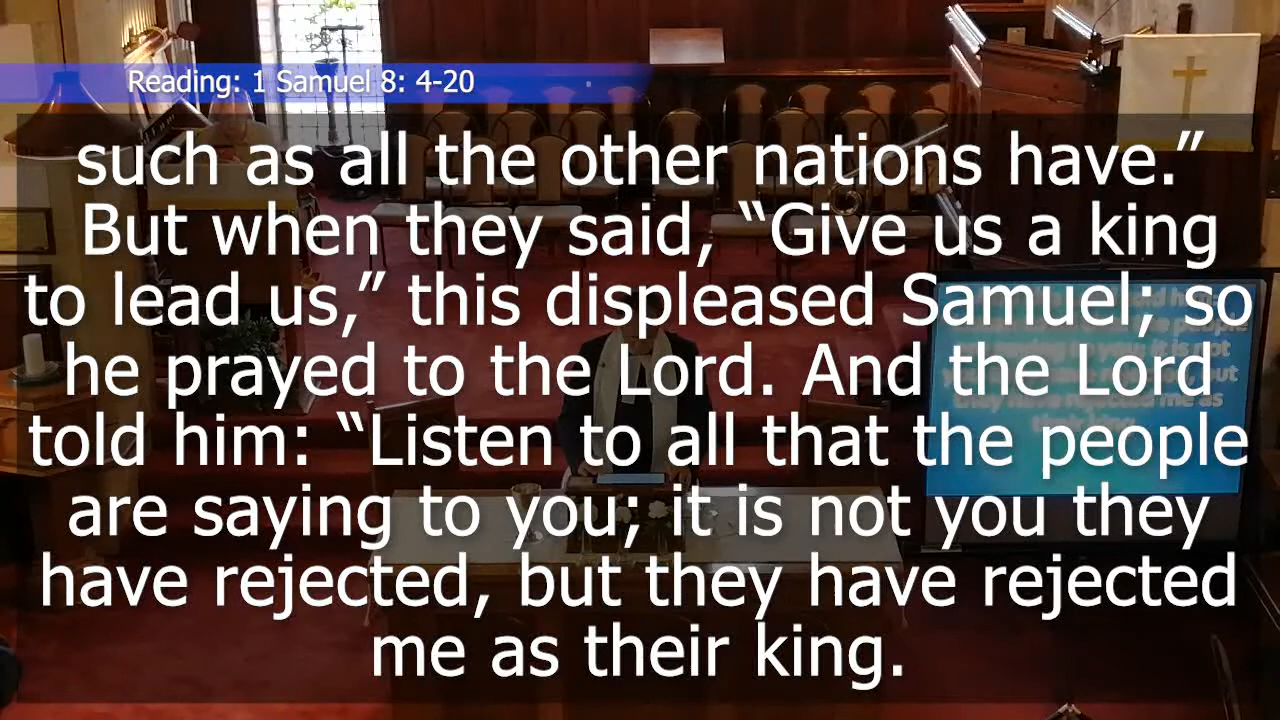 Reading: 1 Samuel 8: 4-20
such as all the other nations have.”
But when they said, “Give us a king
to lead us,” this displeased Samuel; so
he prayed to the Lord. And the Lord
told him: “Listen to all that the people
are saying to you; it is not you they
have rejected, but they have rejected
me as their king.